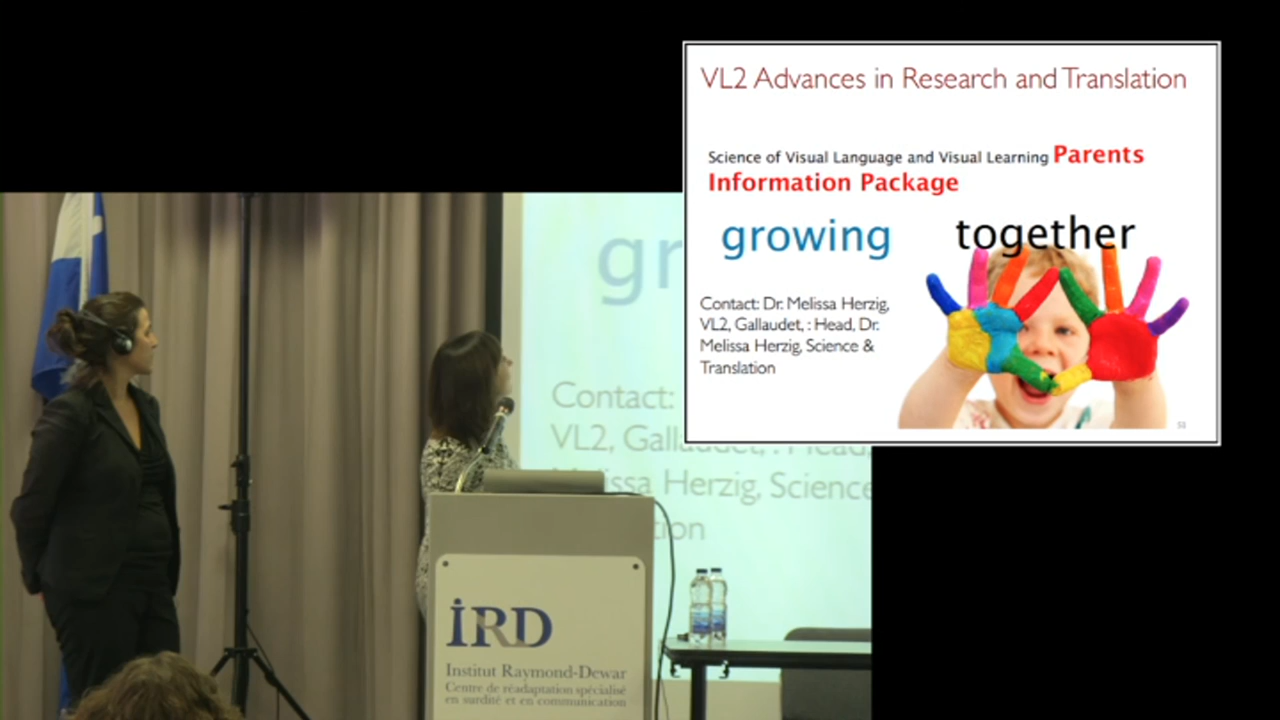 VL2 Advances in Research and Translation
Science of Visual Language and Visual Learning Parents
Information Package
growing together
Contact: Dr. Melissa Herzig,
VL2, Gallaudet, : Head, Dr.
Melissa Herzig, Science &
Translation
53
gr
Contact:
VL2, Gallaudet, : Head,
Melissa Herzig, Science
tion
IRD
Institut Raymond-Dewar
Centre de réadaptation spécialisé
en surdité et en communication